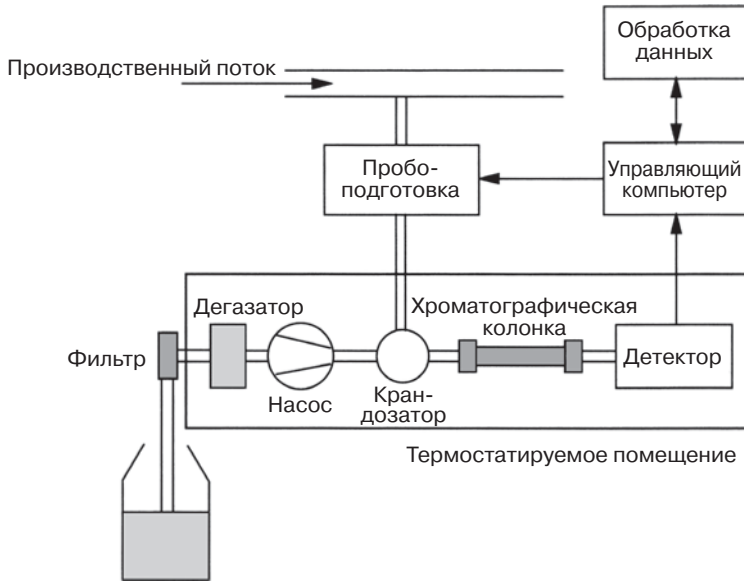 Обработка
данных
Производственный поток
Пробо-
подготовка
Управляющий
компьютер
Дегазатор
Хроматографическая
колонка
Фильтр
Насос
Кран-
дозатор
Детектор
Термостатируемое помещение